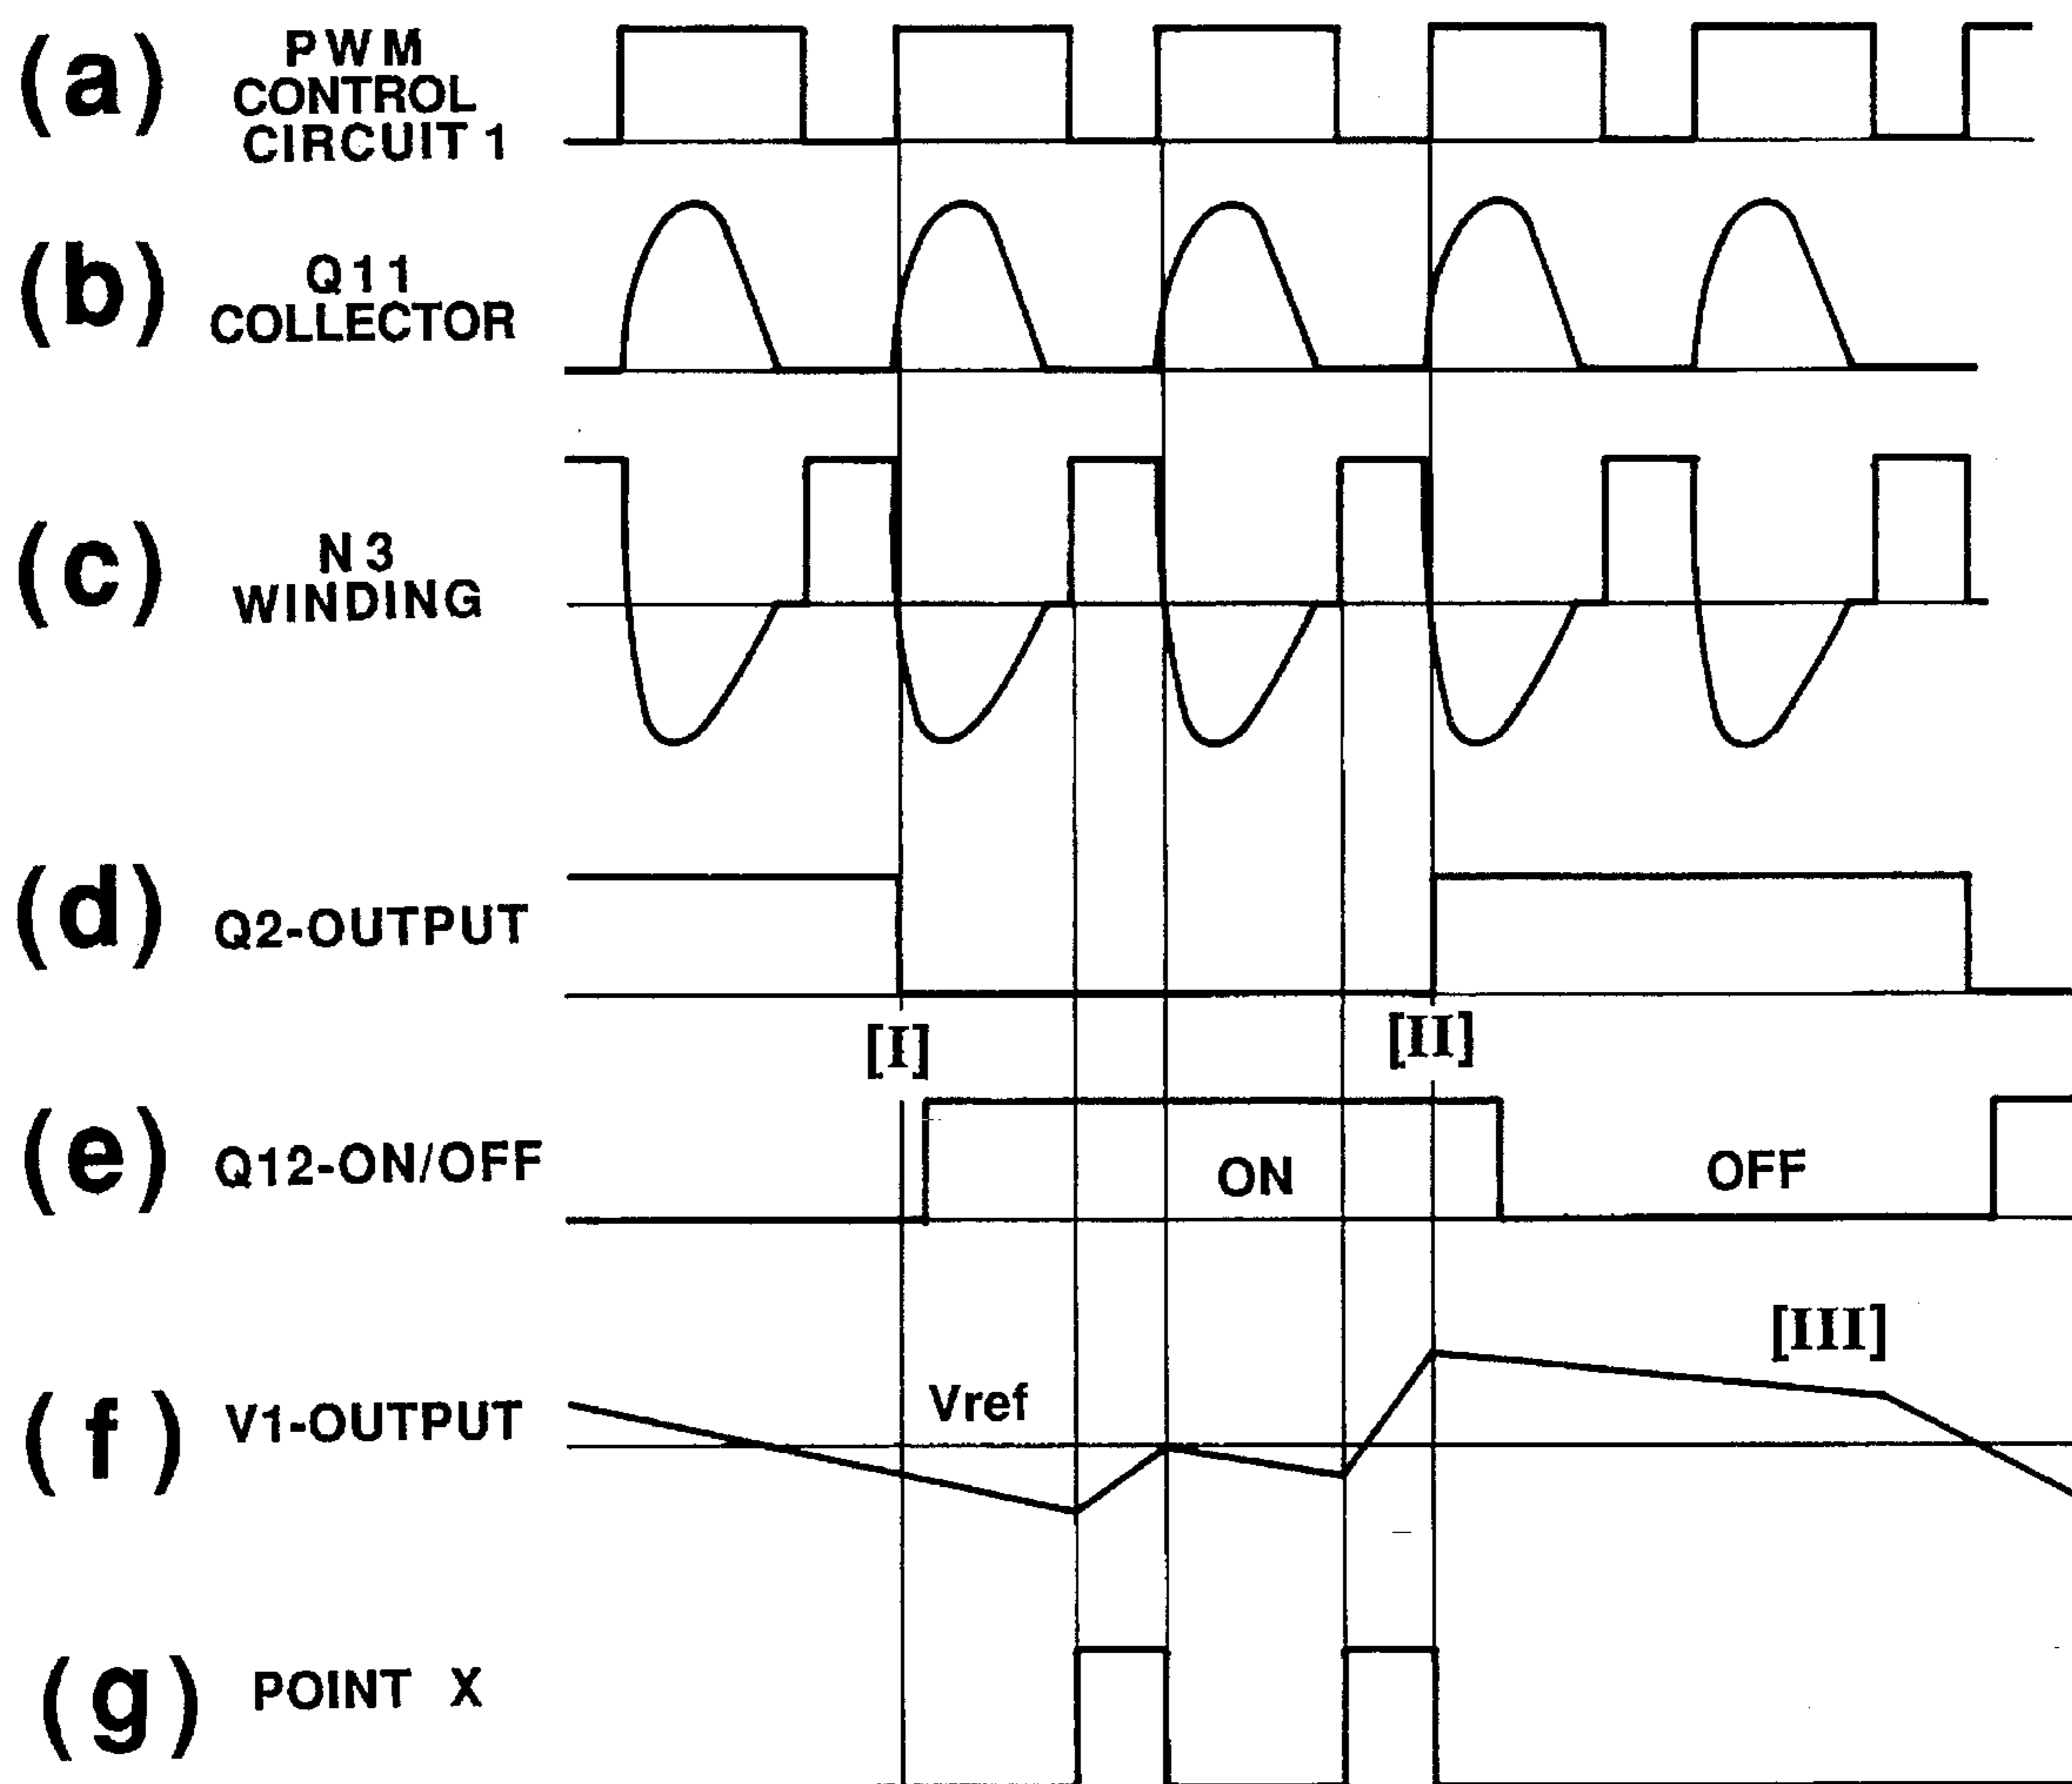 (a) PWM
CONTROL
CIRCUIT 1
(b) Q11
COLLECTOR
(c) N3
WINDING
(d) Q2-OUTPUT
[I] [II]
(e) Q12-ON/OFF ON OFF
[III]
(f) V1-OUTPUT Vref
(g) POINT X